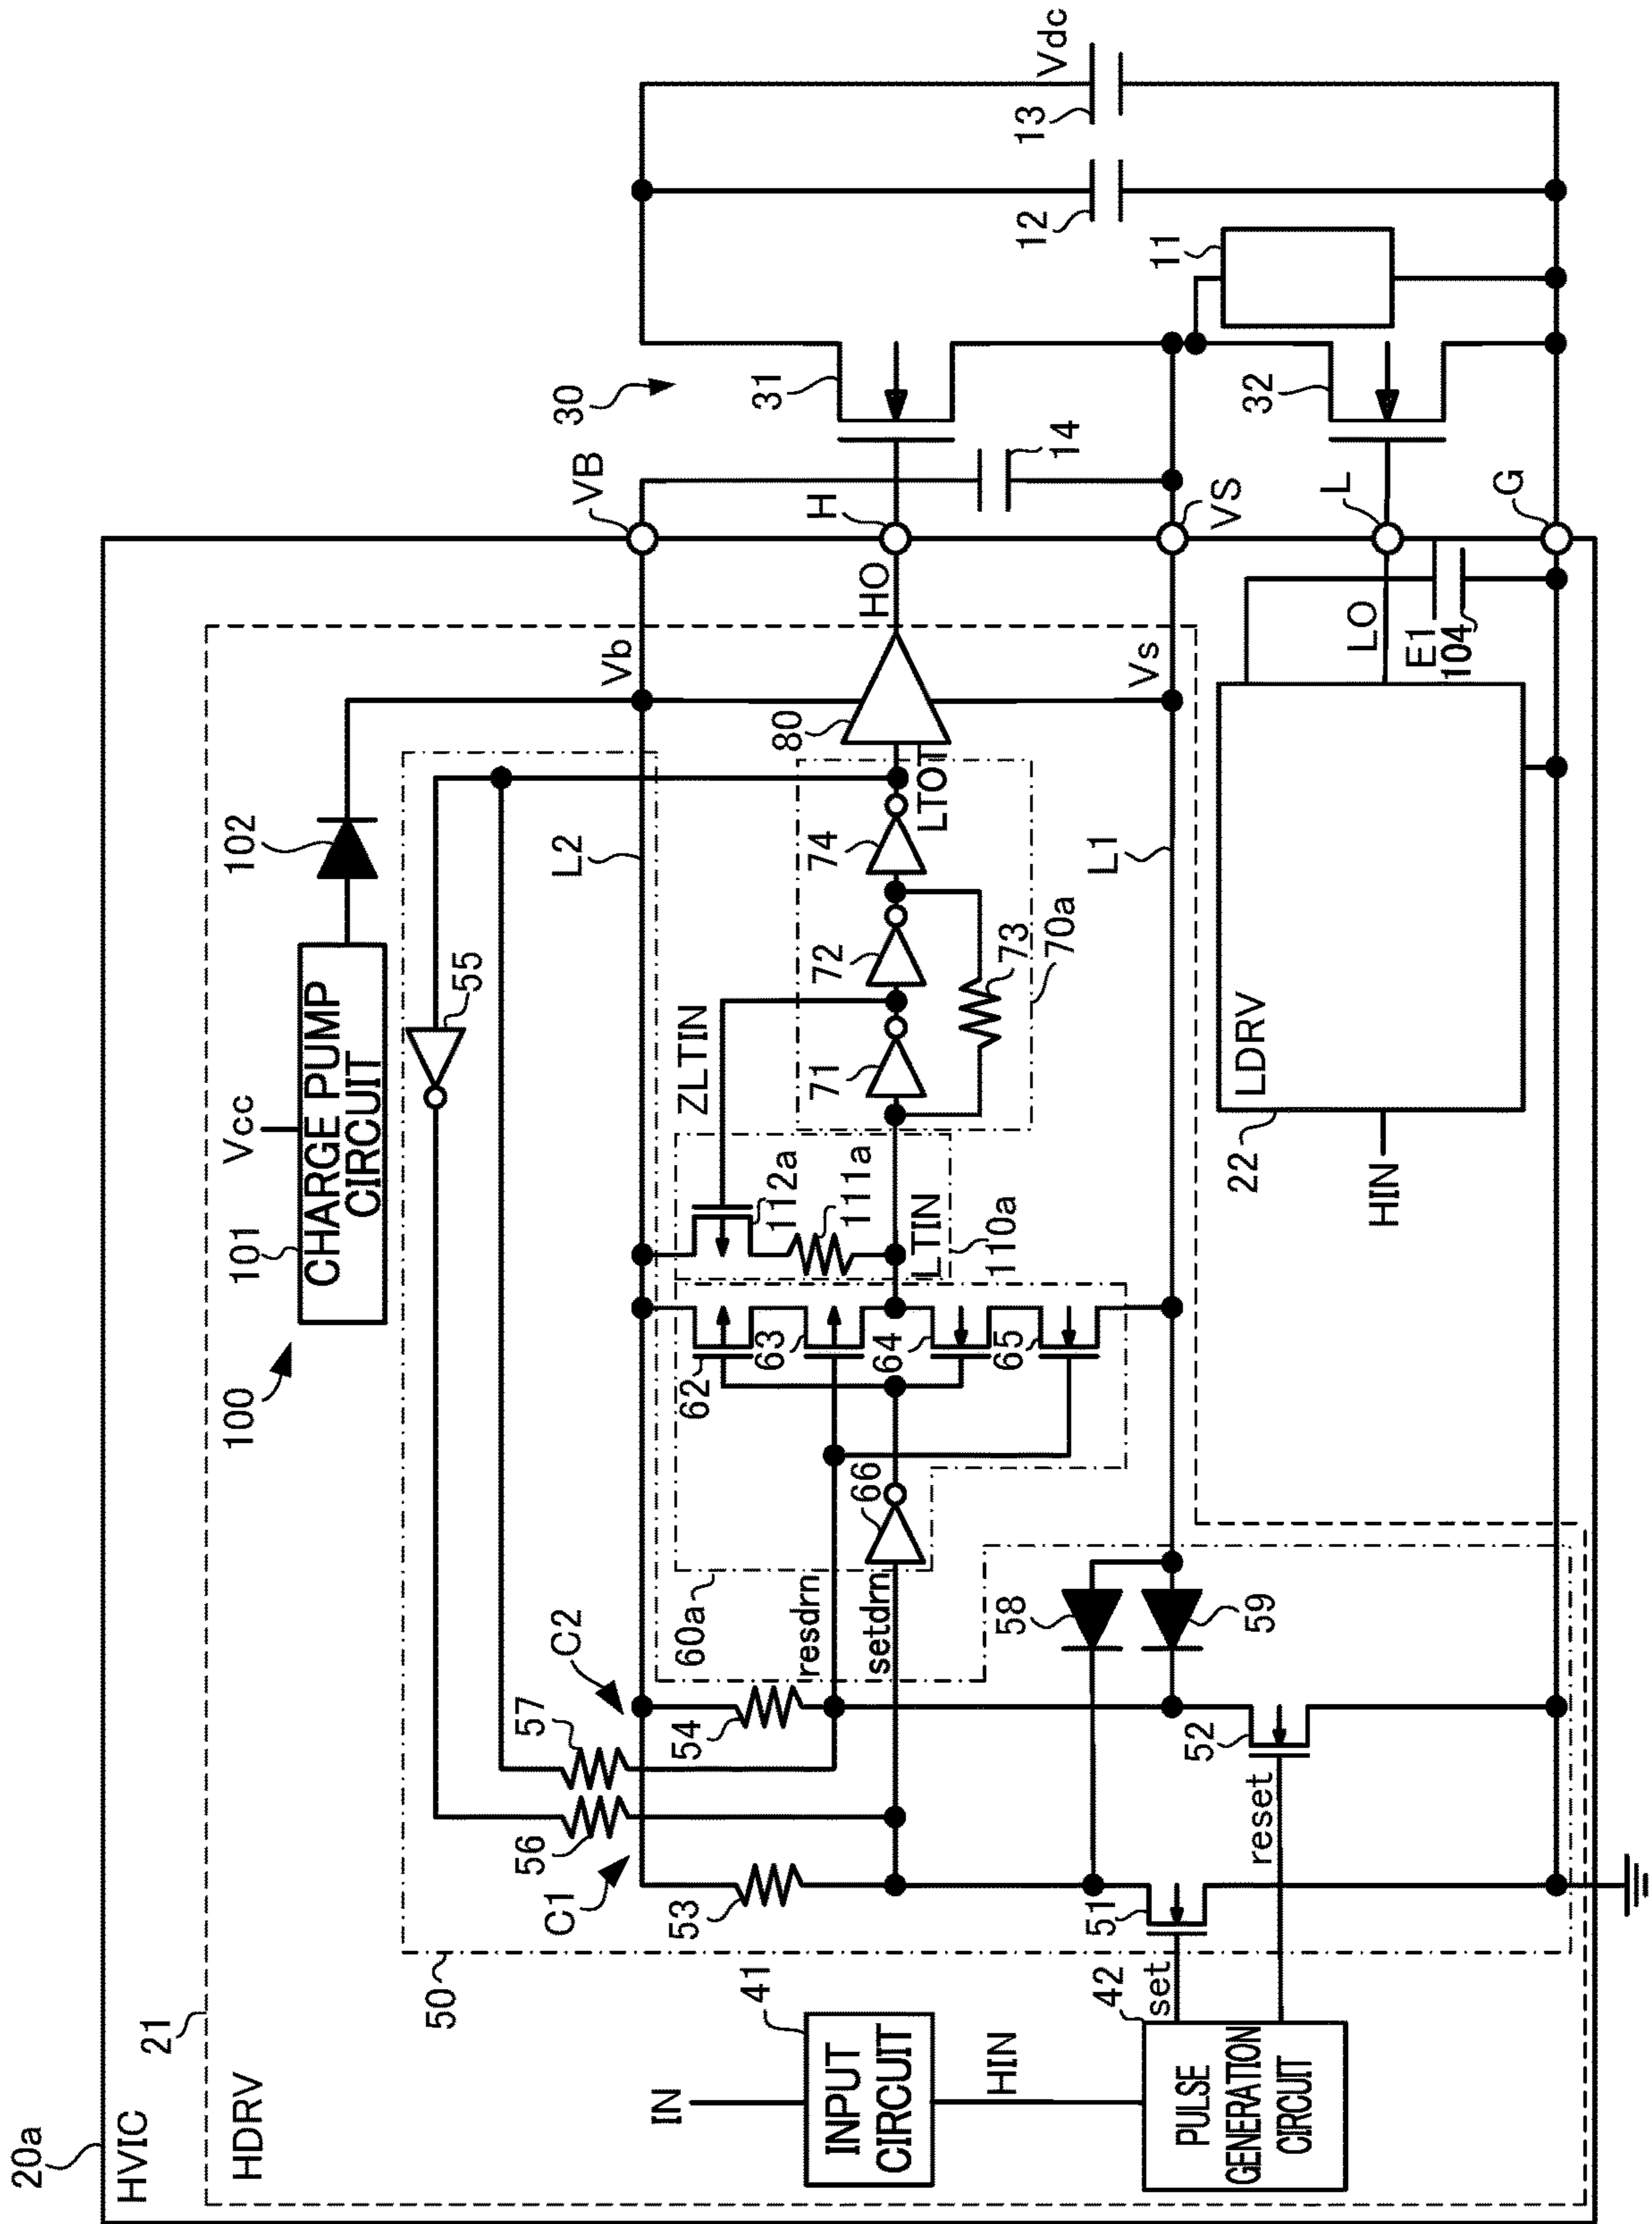 20a
HVIC
21
HDRV
100
101
Vcc
CHARGE PUMP
CIRCUIT
102
50
C1
C2
56
57
55
L2
Vb
VB
30
53
54
60a
resdrn
setdrn
66
62
63
64
65
ZLTIN
112a
111a
LTIN
110a
71
72
73
74
70a
LTOT
80
HO
H
31
14
12
13
Vdc
IN
41
INPUT
CIRCUIT
HIN
42
PULSE
GENERATION
CIRCUIT
set
reset
51
52
58
59
L1
Vs
VS
HIN
22
LDRV
LO
E1
104
L
G
32
11